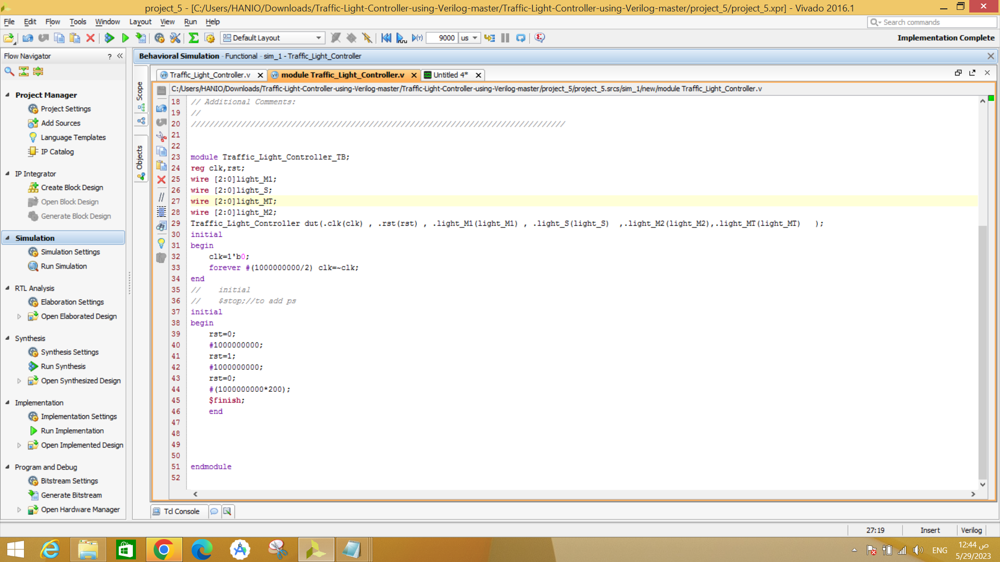 project_5 - [C:/Users/HANIO/Downloads/Traffic-Light-Controller-using-Verilog-master/Traffic-Light-Controller-using-Verilog-master/project_5/project_5.xpr] - Vivado 2016.1
File Edit Flow Tools Window Layout View Run Help
Search commands
Default Layout
9000 us
Implementation Complete
Flow Navigator
Behavioral Simulation - Functional - sim_1 - Traffic_Light_Controller
Traffic_Light_Controller.v
module Traffic_Light_Controller.v
Untitled 4*
C:/Users/HANIO/Downloads/Traffic-Light-Controller-using-Verilog-master/Traffic-Light-Controller-using-Verilog-master/project_5/project_5.srcs/sim_1/new/module Traffic_Light_Controller.v
Scope
Objects
Project Manager
Project Settings
Add Sources
Language Templates
IP Catalog
IP Integrator
Create Block Design
Open Block Design
Generate Block Design
Simulation
Simulation Settings
Run Simulation
RTL Analysis
Elaboration Settings
Open Elaborated Design
Synthesis
Synthesis Settings
Run Synthesis
Open Synthesized Design
Implementation
Implementation Settings
Run Implementation
Open Implemented Design
Program and Debug
Bitstream Settings
Generate Bitstream
Open Hardware Manager
18 // Additional Comments:
19 //
20 //////////////////////////////////////////////////////////////////////////////////
21
22
23 module Traffic_Light_Controller_TB;
24 reg clk,rst;
25 wire [2:0]light_M1;
26 wire [2:0]light_S;
27 wire [2:0]light_MT;
28 wire [2:0]light_M2;
29 Traffic_Light_Controller dut(.clk(clk) , .rst(rst) , .light_M1(light_M1) , .light_S(light_S)  ,.light_M2(light_M2),.light_MT(light_MT)   );
30 initial
31 begin
32     clk=1'b0;
33     forever #(1000000000/2) clk=~clk;
34 end
35 //    initial
36 //    $stop;//to add ps
37 initial
38 begin
39     rst=0;
40     #1000000000;
41     rst=1;
42     #1000000000;
43     rst=0;
44     #(1000000000*200);
45     $finish;
46     end
47
48
49
50
51 endmodule
52
Tcl Console
27:19
Insert
Verilog
ENG
12:44 ص
5/29/2023